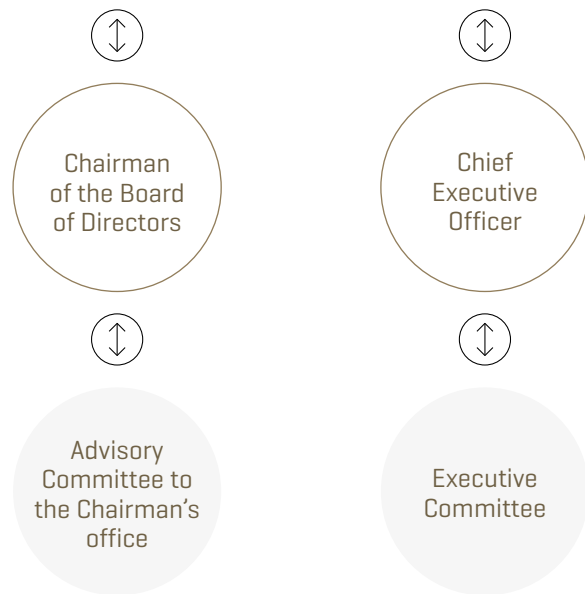 Chairman
of the Board
of Directors
Chief
Executive
Officer
Advisory
Committee to
the Chairman’s
office
Executive
Committee